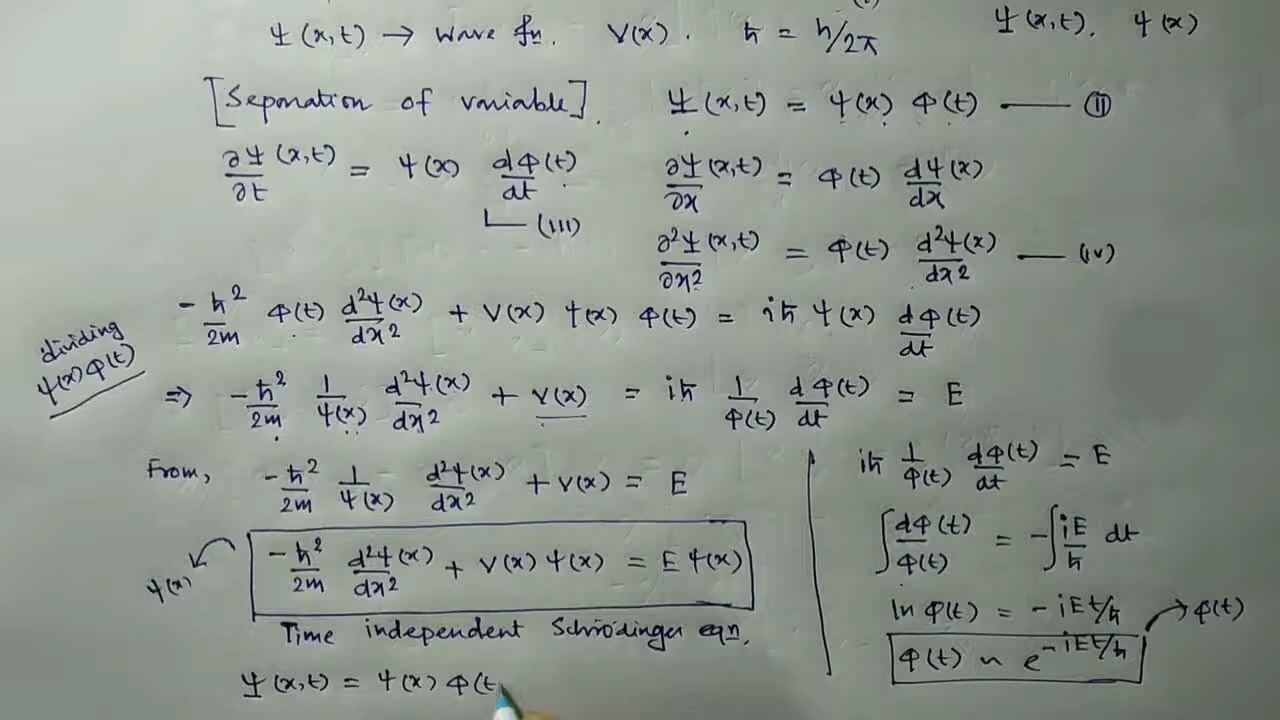 Ψ(x,t) → Wave fn. V(x). ħ = h/2π Ψ(x,t). ψ(x)
[Separation of variable]. Ψ(x,t) = ψ(x) Φ(t) —— (II)
∂Ψ(x,t)/∂t = ψ(x) dΦ(t)/dt —— (III) ∂Ψ(x,t)/∂x = Φ(t) dψ(x)/dx
∂²Ψ(x,t)/∂x² = Φ(t) d²ψ(x)/dx² —— (iv)
-ħ²/2m Φ(t) d²ψ(x)/dx² + V(x) ψ(x) Φ(t) = iħ ψ(x) dΦ(t)/dt
dividing
ψ(x) Φ(t)
⇒ -ħ²/2m 1/ψ(x) d²ψ(x)/dx² + V(x) = iħ 1/Φ(t) dΦ(t)/dt = E
From, -ħ²/2m 1/ψ(x) d²ψ(x)/dx² + V(x) = E
ψ(x) ← -ħ²/2m d²ψ(x)/dx² + V(x) ψ(x) = E ψ(x)
Time independent Schrödinger eqn.
Ψ(x,t) = ψ(x) Φ(t
iħ 1/Φ(t) dΦ(t)/dt = E
∫ dΦ(t)/Φ(t) = -∫ iE/ħ dt
ln Φ(t) = -iEt/ħ
Φ(t) ~ e^-iEt/ħ → Φ(t)